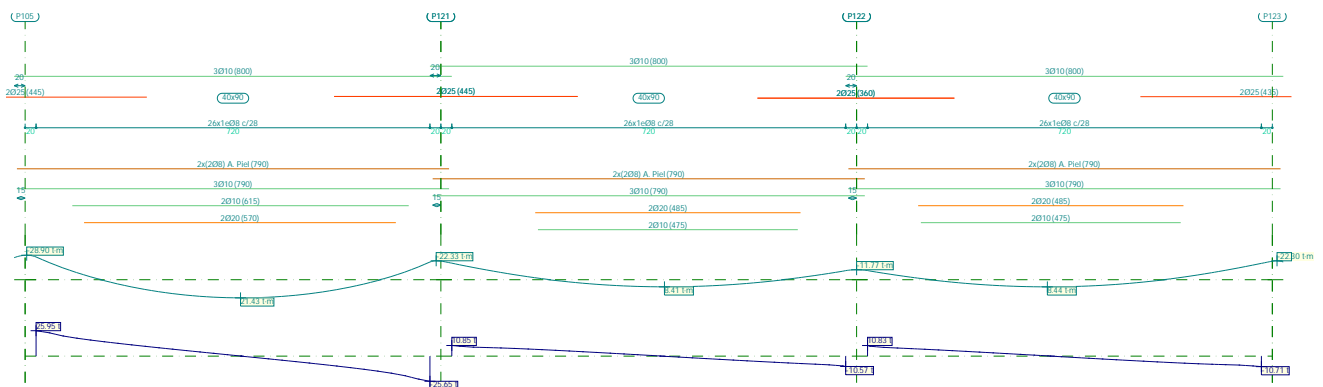 P105 P121 P122 P123
3Ø10(800)
3Ø10(800) 3Ø10(800)
20 20 20
2Ø25(445) 40x90 2Ø25(445) 40x90 2Ø25(360) 40x90 2Ø25(435)
26x1eØ8 c/28 26x1eØ8 c/28 26x1eØ8 c/28
20 720 20 20 720 20 20 720 20
2x(2Ø8) A. Piel (790) 2x(2Ø8) A. Piel (790)
2x(2Ø8) A. Piel (790)
3Ø10(790) 3Ø10(790)
15 3Ø10(790) 15
15
2Ø10(615) 2Ø20(485)
2Ø20(485)
2Ø20(570) 2Ø10(475)
2Ø10(475)
-28.90 t·m -22.33 t·m -22.30 t·m
-11.77 t·m
21.43 t·m 8.41 t·m 8.44 t·m
25.95 t
10.85 t 10.83 t
-10.57 t -10.71 t
-25.65 t